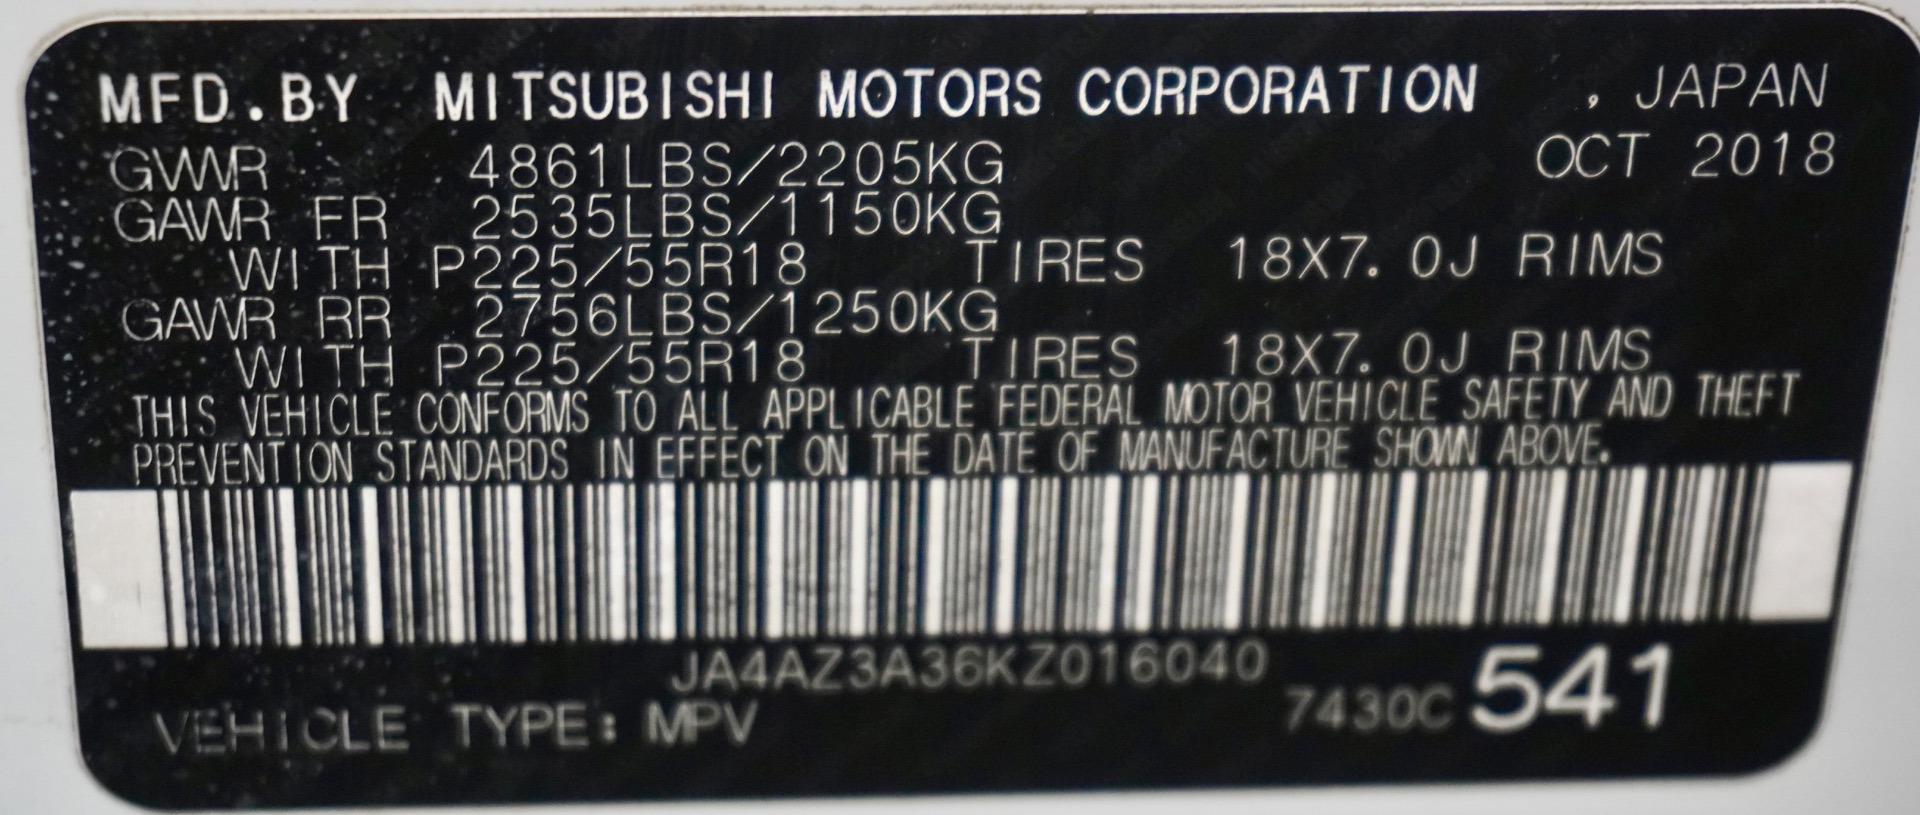 MFD.BY MITSUBISHI MOTORS CORPORATION , JAPAN
OCT 2018
GVWR 4861LBS/2205KG
GAWR FR 2535LBS/1150KG
WITH P225/55R18 TIRES 18X7.0J RIMS
GAWR RR 2756LBS/1250KG
WITH P225/55R18 TIRES 18X7.0J RIMS
THIS VEHICLE CONFORMS TO ALL APPLICABLE FEDERAL MOTOR VEHICLE SAFETY AND THEFT
PREVENTION STANDARDS IN EFFECT ON THE DATE OF MANUFACTURE SHOWN ABOVE.
JA4AZ3A36KZ016040
VEHICLE TYPE: MPV 7430C 541